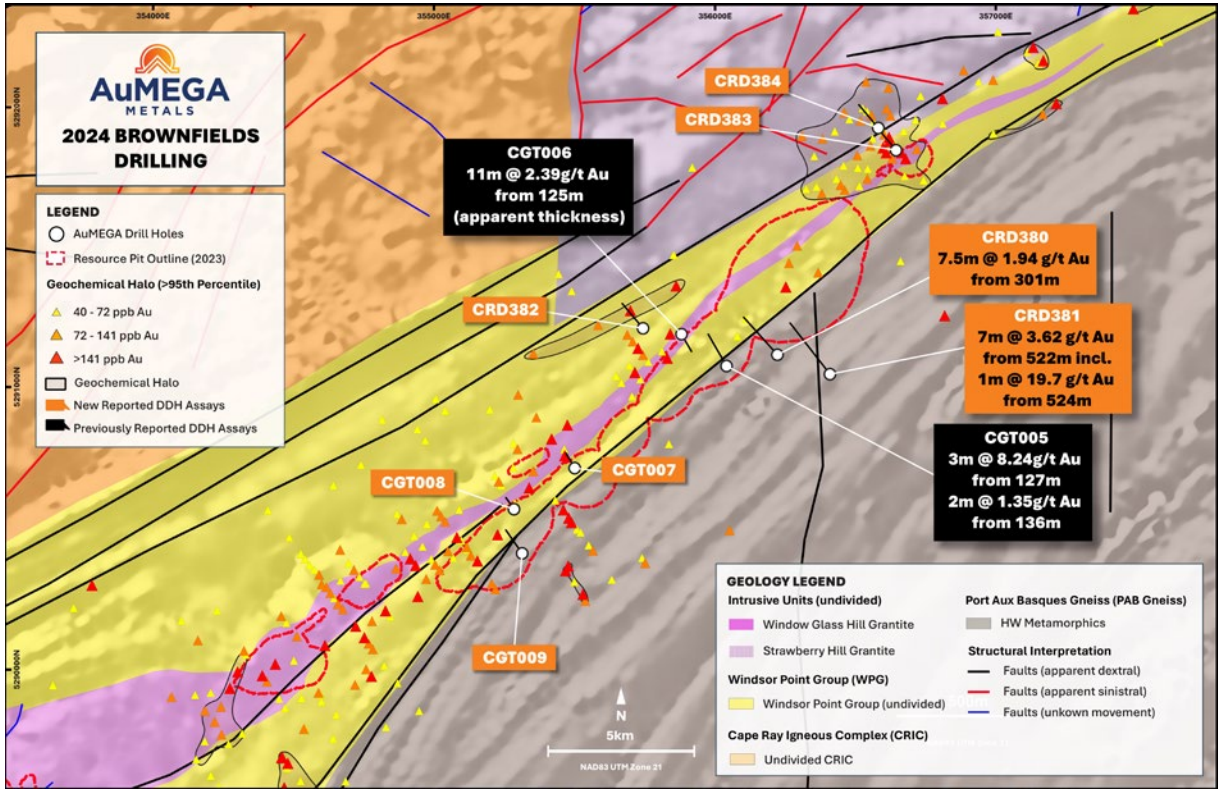 354000E
355000E
356000E
357000E
5292000N
5291000N
5290000N
AuMEGA
METALS
2024 BROWNFIELDS
DRILLING
LEGEND
AuMEGA Drill Holes
Resource Pit Outline (2023)
Geochemical Halo (>95th Percentile)
40 - 72 ppb Au
72 - 141 ppb Au
>141 ppb Au
Geochemical Halo
New Reported DDH Assays
Previously Reported DDH Assays
CRD384
CRD383
CGT006
11m @ 2.39g/t Au
from 125m
(apparent thickness)
CRD380
7.5m @ 1.94 g/t Au
from 301m
CRD382
CRD381
7m @ 3.62 g/t Au
from 522m incl.
1m @ 19.7 g/t Au
from 524m
CGT005
3m @ 8.24g/t Au
from 127m
2m @ 1.35g/t Au
from 136m
CGT007
CGT008
CGT009
N
5km
NAD83 UTM Zone 21
GEOLOGY LEGEND
Intrusive Units (undivided)
Window Glass Hill Grantite
Strawberry Hill Grantite
Windsor Point Group (WPG)
Windsor Point Group (undivided)
Cape Ray Igneous Complex (CRIC)
Undivided CRIC
Port Aux Basques Gneiss (PAB Gneiss)
HW Metamorphics
Structural Interpretation
Faults (apparent dextral)
Faults (apparent sinistral)
Faults (unkown movement)